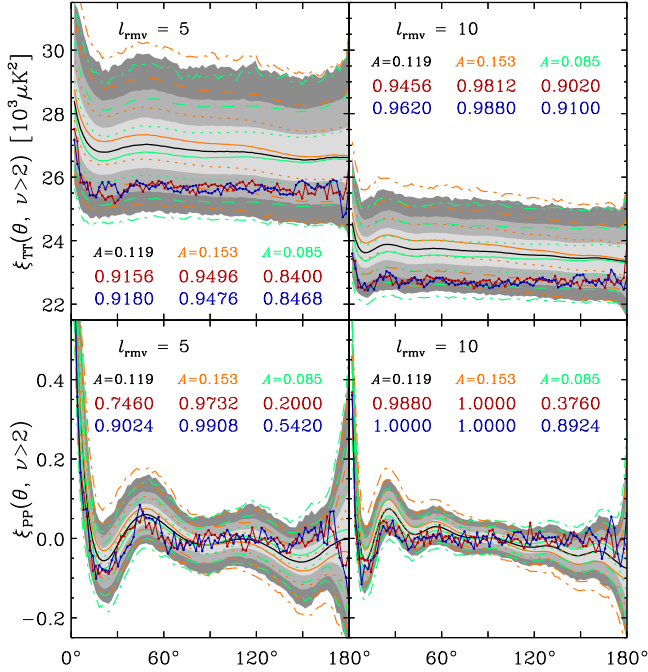 l_rmv = 5
l_rmv = 10
A=0.119 A=0.153 A=0.085
0.9456 0.9812 0.9020
0.9620 0.9880 0.9100
30
28
26
24
22
ξ_TT(θ, ν>2) [10³μK²]
A=0.119 A=0.153 A=0.085
0.9156 0.9496 0.8400
0.9180 0.9476 0.8468
l_rmv = 5
l_rmv = 10
A=0.119 A=0.153 A=0.085
0.7460 0.9732 0.2000
0.9024 0.9908 0.5420
A=0.119 A=0.153 A=0.085
0.9880 1.0000 0.3760
1.0000 1.0000 0.8924
0.4
0.2
0.0
−0.2
ξ_PP(θ, ν>2)
0° 60° 120° 180° 60° 120° 180°